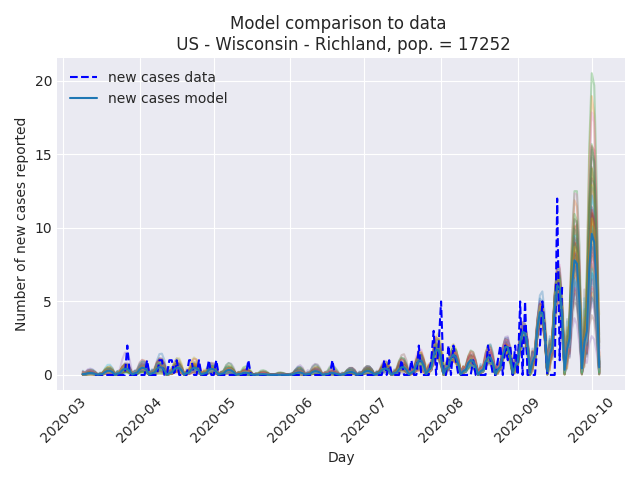 Model comparison to data
US - Wisconsin - Richland, pop. = 17252
new cases data
new cases model
Number of new cases reported
20
15
10
5
0
2020-03
2020-04
2020-05
2020-06
2020-07
2020-08
2020-09
2020-10
Day